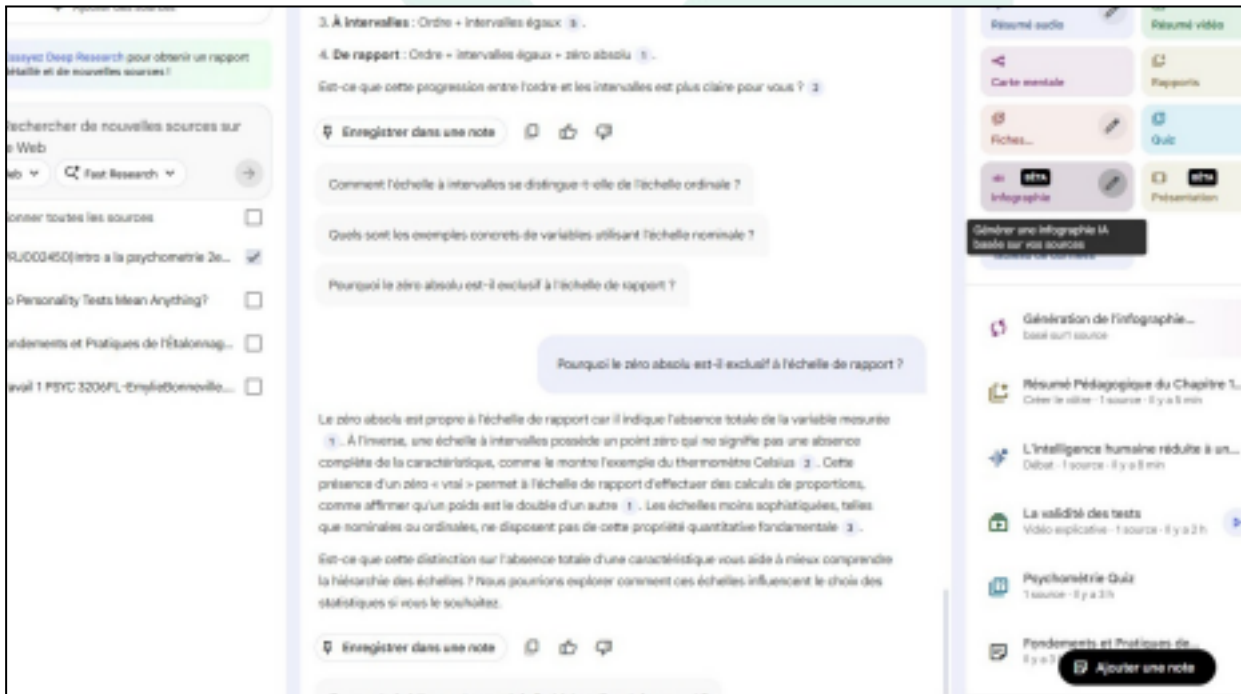 Ajouter des sources
Essayez Deep Research pour obtenir un rapport
détaillé et de nouvelles sources !
Rechercher de nouvelles sources sur
le Web
Fast Research
toutes les sources
Intro a la psychometrie 2e...
Personality Tests Mean Anything?
et Pratiques de l'Étalonnag...
1 PSYC 3206FL-EmylieBonneville...
3. À intervalles : Ordre + intervalles égaux 3 .
4. De rapport : Ordre + intervalles égaux + zéro absolu 1 .
Est-ce que cette progression entre l'ordre et les intervalles est plus claire pour vous ? 3
Enregistrer dans une note
Comment l'échelle à intervalles se distingue-t-elle de l'échelle ordinale ?
Quels sont les exemples concrets de variables utilisant l'échelle nominale ?
Pourquoi le zéro absolu est-il exclusif à l'échelle de rapport ?
Pourquoi le zéro absolu est-il exclusif à l'échelle de rapport ?
Le zéro absolu est propre à l'échelle de rapport car il indique l'absence totale de la variable mesurée
1 . À l'inverse, une échelle à intervalles possède un point zéro qui ne signifie pas une absence
complète de la caractéristique, comme le montre l'exemple du thermomètre Celsius 3 . Cette
présence d'un zéro « vrai » permet à l'échelle de rapport d'effectuer des calculs de proportions,
comme affirmer qu'un poids est le double d'un autre 1 . Les échelles moins sophistiquées, telles
que nominales ou ordinales, ne disposent pas de cette propriété quantitative fondamentale 3 .
Est-ce que cette distinction sur l'absence totale d'une caractéristique vous aide à mieux comprendre
la hiérarchie des échelles ? Nous pourrions explorer comment ces échelles influencent le choix des
statistiques si vous le souhaitez.
Enregistrer dans une note
Résumé audio
Résumé vidéo
Carte mentale
Rapports
Fiches...
Quiz
BÊTA
Infographie
BÊTA
Présentation
Générer une infographie IA
basée sur vos sources
Génération de l'infographie...
basé sur 1 source
Résumé Pédagogique du Chapitre 1...
Créer le vôtre · 1 source · Il y a 5 min
L'intelligence humaine réduite à un...
Débat · 1 source · Il y a 8 min
La validité des tests
Vidéo explicative · 1 source · Il y a 2 h
Psychométrie Quiz
1 source · Il y a 3 h
Fondements et Pratiques de...
Il y a 3
Ajouter une note